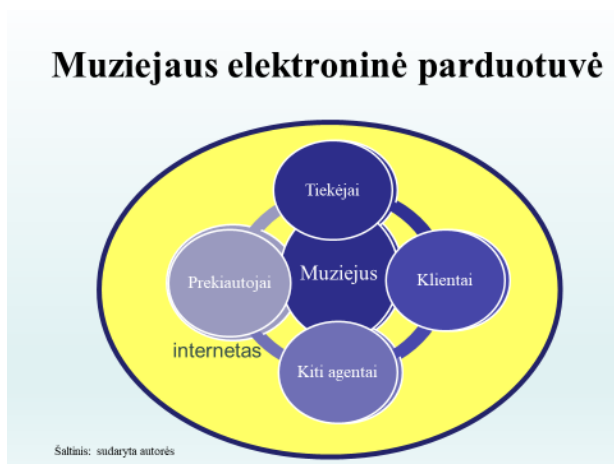 Muziejaus elektroninė parduotuvė
Tiekėjai
Prekiautojai
Muziejus
Klientai
internetas
Kiti agentai
Šaltinis: sudaryta autorės